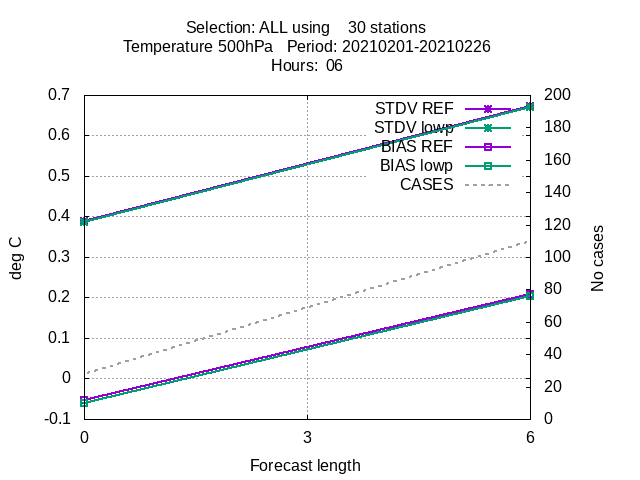 Selection: ALL using    30 stations
Temperature 500hPa   Period: 20210201-20210226
Hours:  06
0.7
0.6
0.5
0.4
0.3
0.2
0.1
0
-0.1
deg C
STDV REF
STDV lowp
BIAS REF
BIAS lowp
CASES
200
180
160
140
120
100
80
60
40
20
0
No cases
0    3    6
Forecast length